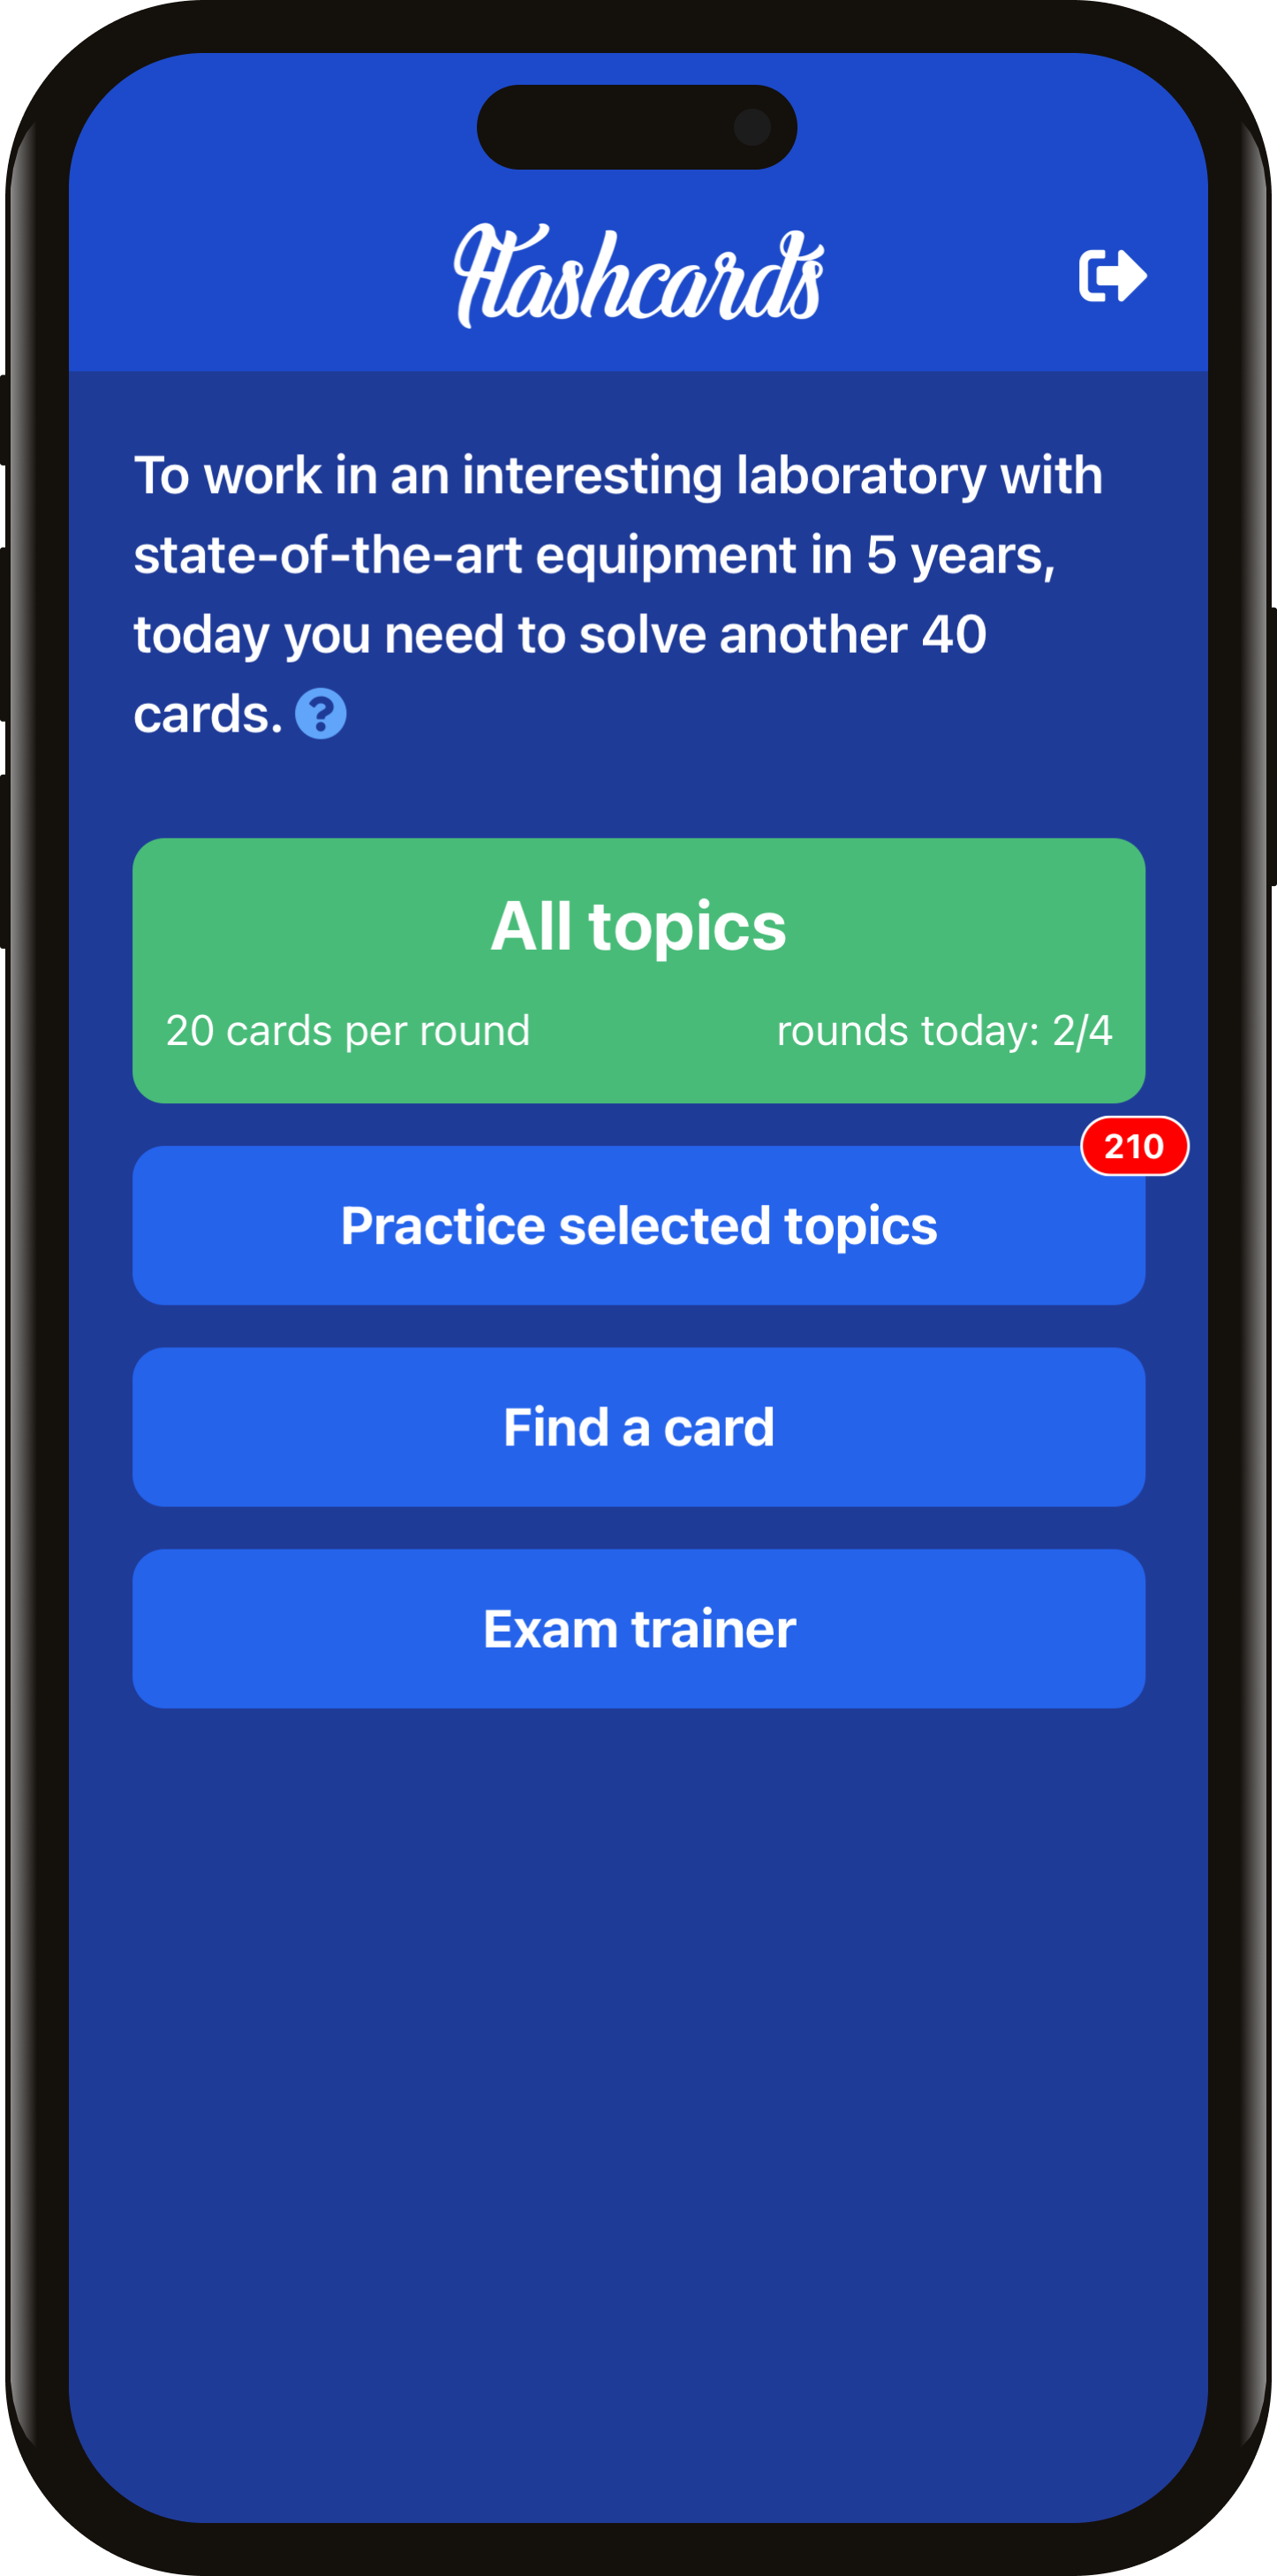 Flashcards
To work in an interesting laboratory with
state-of-the-art equipment in 5 years,
today you need to solve another 40
cards. ?
All topics
20 cards per round
rounds today: 2/4
210
Practice selected topics
Find a card
Exam trainer